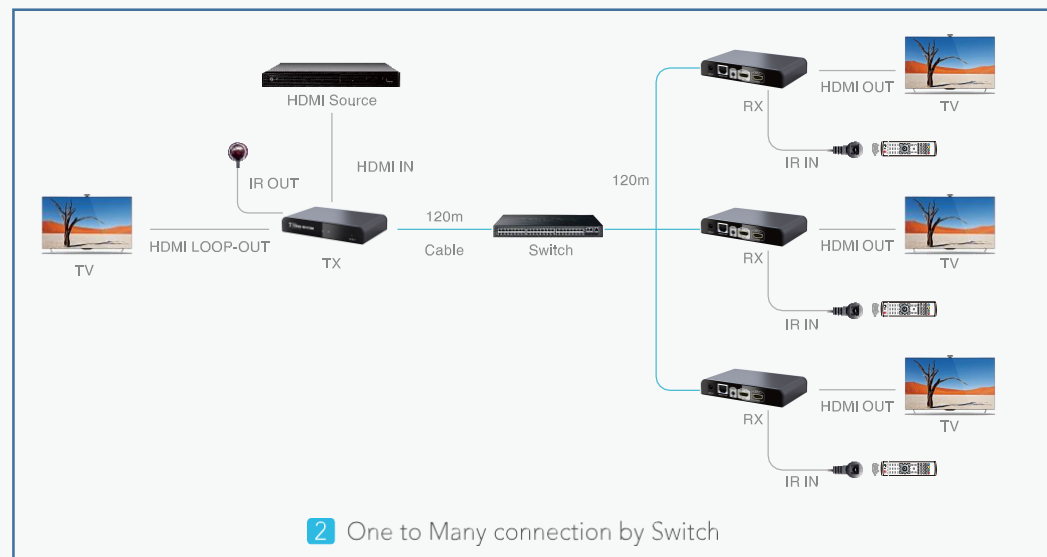 HDMI Source
HDMI IN
IR OUT
TV
HDMI LOOP-OUT
TX
120m
Cable
Switch
120m
RX
HDMI OUT
TV
IR IN
RX
HDMI OUT
TV
IR IN
RX
HDMI OUT
TV
IR IN
2 One to Many connection by Switch